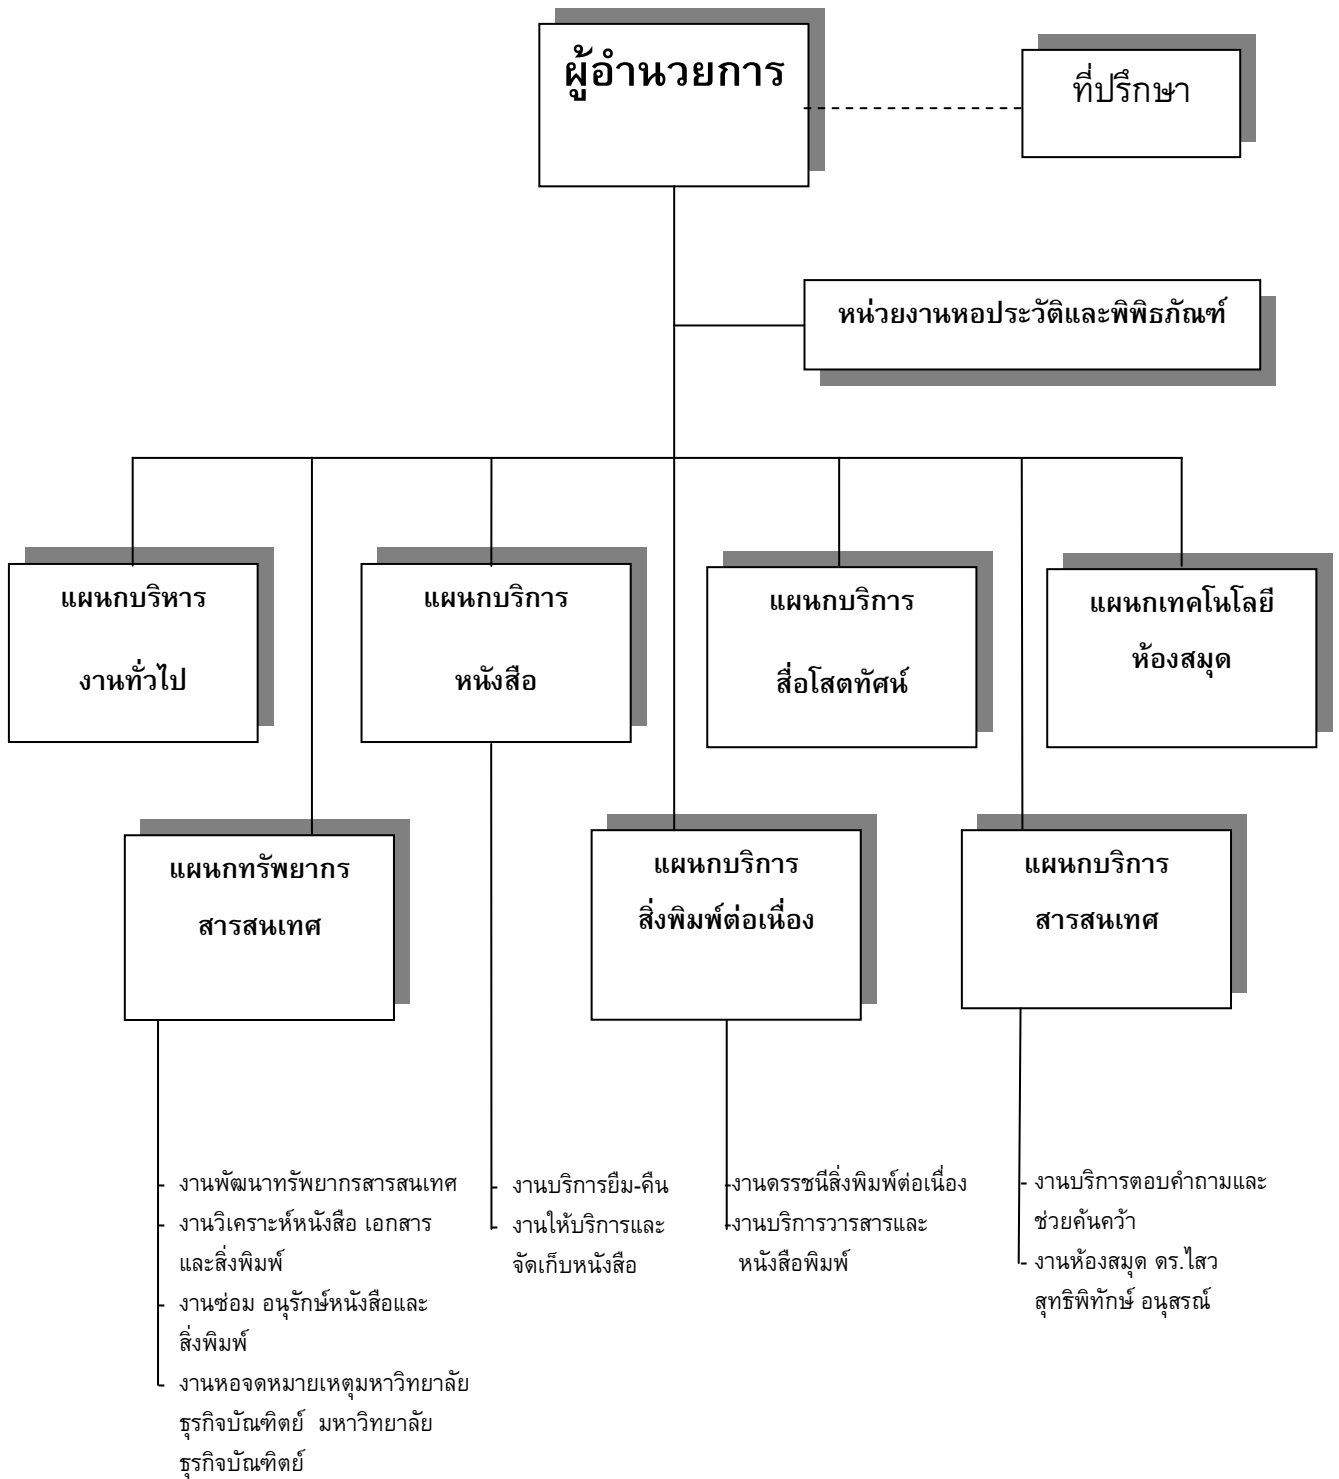 ผู้อำนวยการ
ที่ปรึกษา
หน่วยงานหอประวัติและพิพิธภัณฑ์
แผนกบริหาร
งานทั่วไป
แผนกบริการ
หนังสือ
แผนกบริการ
สื่อโสตทัศน์
แผนกเทคโนโลยี
ห้องสมุด
แผนกทรัพยากร
สารสนเทศ
แผนกบริการ
สิ่งพิมพ์ต่อเนื่อง
แผนกบริการ
สารสนเทศ
- งานพัฒนาทรัพยากรสารสนเทศ
- งานวิเคราะห์หนังสือ เอกสาร
และสิ่งพิมพ์
- งานซ่อม อนุรักษ์หนังสือและ
สิ่งพิมพ์
- งานหอจดหมายเหตุมหาวิทยาลัย
ธุรกิจบัณฑิตย์ มหาวิทยาลัย
ธุรกิจบัณฑิตย์
- งานบริการยืม-คืน
- งานให้บริการและ
จัดเก็บหนังสือ
-งานดรรชนีสิ่งพิมพ์ต่อเนื่อง
-งานบริการวารสารและ
หนังสือพิมพ์
- งานบริการตอบคำถามและ
ช่วยค้นคว้า
- งานห้องสมุด ดร.ไสว
สุทธิพิทักษ์ อนุสรณ์